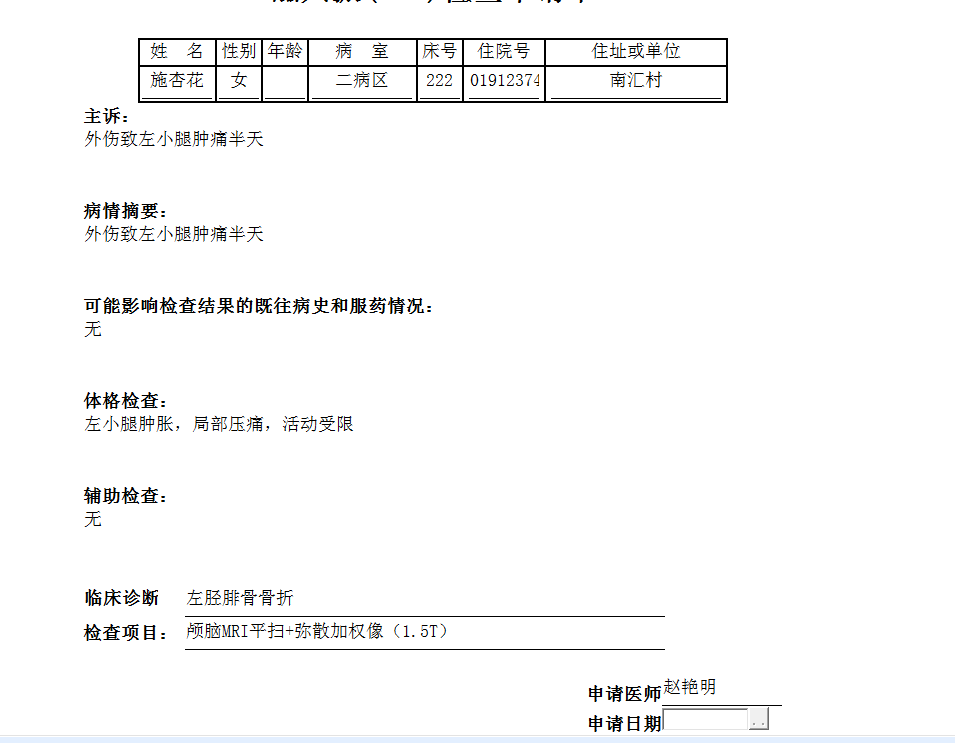 姓 名 性别 年龄 病 室 床号 住院号 住址或单位
施杏花 女 二病区 222 01912374 南汇村
主诉：
外伤致左小腿肿痛半天
病情摘要：
外伤致左小腿肿痛半天
可能影响检查结果的既往病史和服药情况：
无
体格检查：
左小腿肿胀，局部压痛，活动受限
辅助检查：
无
临床诊断 左胫腓骨骨折
检查项目： 颅脑MRI平扫+弥散加权像（1.5T）
申请医师 赵艳明
申请日期 ..